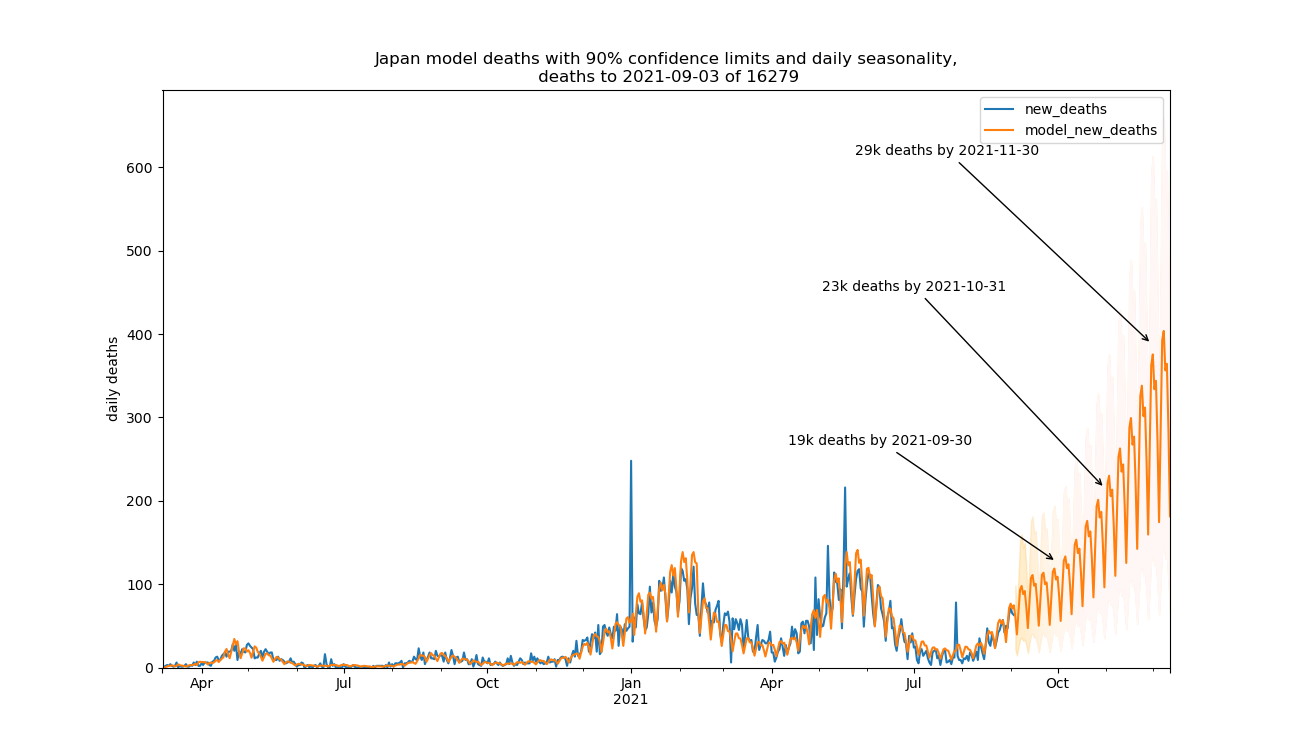 Japan model deaths with 90% confidence limits and daily seasonality,
deaths to 2021-09-03 of 16279
new_deaths
model_new_deaths
29k deaths by 2021-11-30
23k deaths by 2021-10-31
19k deaths by 2021-09-30
daily deaths
600
500
400
300
200
100
0
Apr
Jul
Oct
Jan
2021
Apr
Jul
Oct